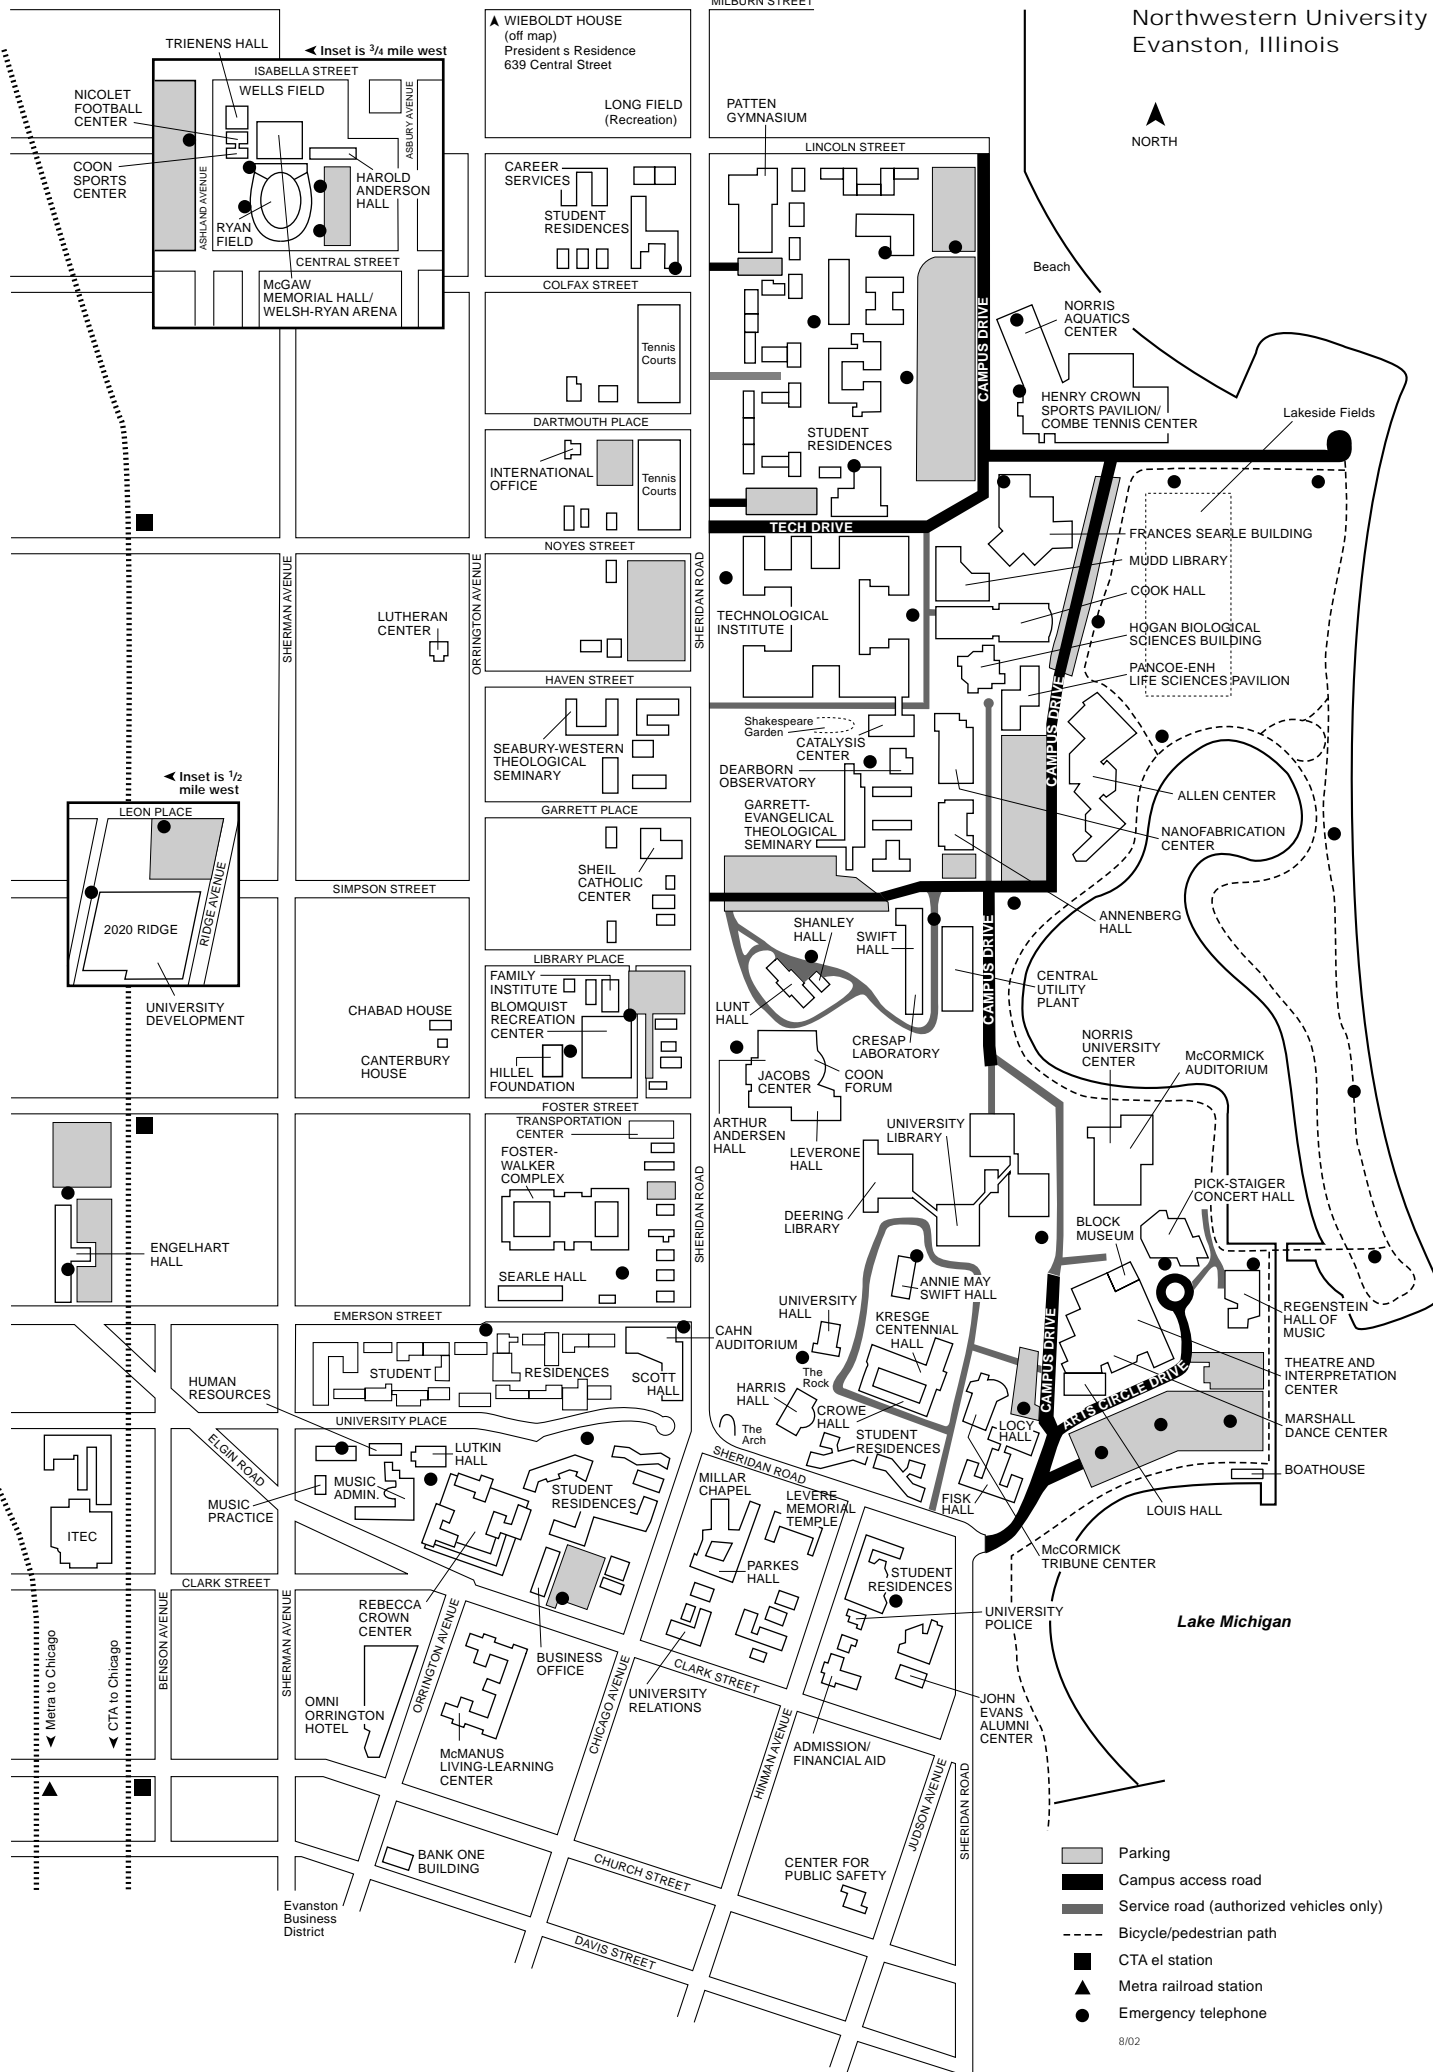 MILBURN STREET
Northwestern University
Evanston, Illinois
NORTH
WIEBOLDT HOUSE
(off map)
President s Residence
639 Central Street
LONG FIELD
(Recreation)
TRIENENS HALL
Inset is 3/4 mile west
ISABELLA STREET
WELLS FIELD
NICOLET
FOOTBALL
CENTER
ASBURY AVENUE
COON
SPORTS
CENTER
HAROLD
ANDERSON
HALL
ASHLAND AVENUE
RYAN
FIELD
CENTRAL STREET
McGAW
MEMORIAL HALL/
WELSH-RYAN ARENA
PATTEN
GYMNASIUM
LINCOLN STREET
CAREER
SERVICES
STUDENT
RESIDENCES
COLFAX STREET
Tennis
Courts
DARTMOUTH PLACE
INTERNATIONAL
OFFICE
Tennis
Courts
NOYES STREET
Beach
NORRIS
AQUATICS
CENTER
CAMPUS DRIVE
HENRY CROWN
SPORTS PAVILION/
COMBE TENNIS CENTER
Lakeside Fields
STUDENT
RESIDENCES
TECH DRIVE
FRANCES SEARLE BUILDING
MUDD LIBRARY
COOK HALL
HOGAN BIOLOGICAL
SCIENCES BUILDING
PANCOE-ENH
LIFE SCIENCES PAVILION
SHERMAN AVENUE
ORRINGTON AVENUE
SHERIDAN ROAD
LUTHERAN
CENTER
TECHNOLOGICAL
INSTITUTE
HAVEN STREET
CAMPUS DRIVE
Shakespeare
Garden
CATALYSIS
CENTER
SEABURY-WESTERN
THEOLOGICAL
SEMINARY
DEARBORN
OBSERVATORY
GARRETT-
EVANGELICAL
THEOLOGICAL
SEMINARY
ALLEN CENTER
NANOFABRICATION
CENTER
Inset is 1/2
mile west
LEON PLACE
RIDGE AVENUE
2020 RIDGE
UNIVERSITY
DEVELOPMENT
GARRETT PLACE
SHEIL
CATHOLIC
CENTER
SIMPSON STREET
ANNENBERG
HALL
SHANLEY
HALL
SWIFT
HALL
CAMPUS DRIVE
LIBRARY PLACE
FAMILY
INSTITUTE
BLOMQUIST
RECREATION
CENTER
HILLEL
FOUNDATION
CENTRAL
UTILITY
PLANT
LUNT
HALL
CRESAP
LABORATORY
CHABAD HOUSE
CANTERBURY
HOUSE
NORRIS
UNIVERSITY
CENTER
McCORMICK
AUDITORIUM
JACOBS
CENTER
COON
FORUM
FOSTER STREET
TRANSPORTATION
CENTER
ARTHUR
ANDERSEN
HALL
LEVERONE
HALL
UNIVERSITY
LIBRARY
FOSTER-
WALKER
COMPLEX
SHERIDAN ROAD
PICK-STAIGER
CONCERT HALL
DEERING
LIBRARY
BLOCK
MUSEUM
ENGELHART
HALL
SEARLE HALL
ANNIE MAY
SWIFT HALL
UNIVERSITY
HALL
KRESGE
CENTENNIAL
HALL
REGENSTEIN
HALL OF
MUSIC
EMERSON STREET
CAHN
AUDITORIUM
CAMPUS DRIVE
STUDENT
RESIDENCES
SCOTT
HALL
The
Rock
THEATRE AND
INTERPRETATION
CENTER
HUMAN
RESOURCES
HARRIS
HALL
CROWE
HALL
ARTS CIRCLE DRIVE
UNIVERSITY PLACE
The
Arch
LOCY
HALL
MARSHALL
DANCE CENTER
STUDENT
RESIDENCES
ELGIN ROAD
LUTKIN
HALL
SHERIDAN ROAD
BOATHOUSE
MUSIC
ADMIN.
STUDENT
RESIDENCES
MILLAR
CHAPEL
LEVERE
MEMORIAL
TEMPLE
FISK
HALL
LOUIS HALL
MUSIC
PRACTICE
ITEC
McCORMICK
TRIBUNE CENTER
PARKES
HALL
STUDENT
RESIDENCES
CLARK STREET
REBECCA
CROWN
CENTER
UNIVERSITY
POLICE
Lake Michigan
Metra to Chicago
CTA to Chicago
BENSON AVENUE
SHERMAN AVENUE
ORRINGTON AVENUE
BUSINESS
OFFICE
CLARK STREET
UNIVERSITY
RELATIONS
OMNI
ORRINGTON
HOTEL
CHICAGO AVENUE
JOHN
EVANS
ALUMNI
CENTER
McMANUS
LIVING-LEARNING
CENTER
HINMAN AVENUE
ADMISSION/
FINANCIAL AID
JUDSON AVENUE
SHERIDAN ROAD
BANK ONE
BUILDING
CHURCH STREET
CENTER FOR
PUBLIC SAFETY
Evanston
Business
District
DAVIS STREET
Parking
Campus access road
Service road (authorized vehicles only)
Bicycle/pedestrian path
CTA el station
Metra railroad station
Emergency telephone
8/02